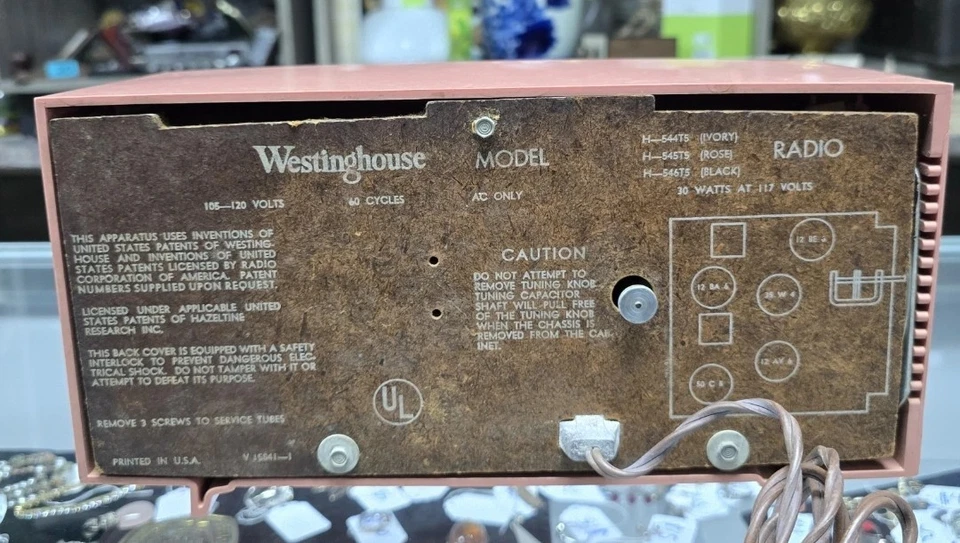 Westinghouse MODEL
H—544T5 (IVORY)
H—545T5 (ROSE)
H—546T5 (BLACK)
RADIO
105—120 VOLTS 60 CYCLES AC ONLY
30 WATTS AT 117 VOLTS
THIS APPARATUS USES INVENTIONS OF
UNITED STATES PATENTS OF WESTING-
HOUSE AND INVENTIONS OF UNITED
STATES PATENTS LICENSED BY RADIO
CORPORATION OF AMERICA. PATENT
NUMBERS SUPPLIED UPON REQUEST.
LICENSED UNDER APPLICABLE UNITED
STATES PATENTS OF HAZELTINE
RESEARCH INC.
THIS BACK COVER IS EQUIPPED WITH A SAFETY
INTERLOCK TO PREVENT DANGEROUS ELEC-
TRICAL SHOCK. DO NOT TAMPER WITH IT OR
ATTEMPT TO DEFEAT ITS PURPOSE.
REMOVE 3 SCREWS TO SERVICE TUBES
PRINTED IN U.S.A.
UL
CAUTION
DO NOT ATTEMPT TO
REMOVE TUNING KNOB
TUNING CAPACITOR
SHAFT WILL PULL FREE
OF THE TUNING KNOB
WHEN THE CHASSIS IS
REMOVED FROM THE CAB-
INET.
12 BE 6
12 BA 6
35 W 4
12 AV 6
50 C 5